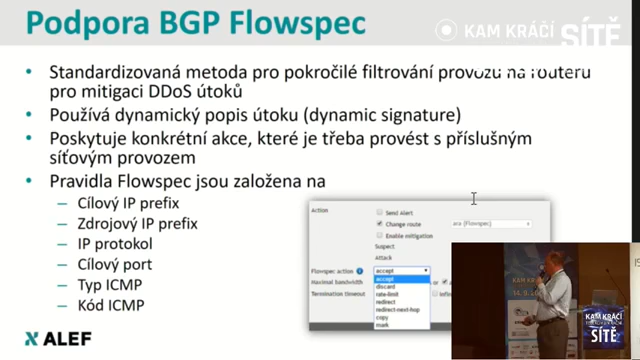 Podpora BGP Flowspec
KAM KRÁČÍ SÍTĚ
• Standardizovaná metoda pro pokročilé filtrování provozu na routeru
pro mitigaci DDoS útoků
• Používá dynamický popis útoku (dynamic signature)
• Poskytuje konkrétní akce, které je třeba provést s příslušným
síťovým provozem
• Pravidla Flowspec jsou založena na
– Cílový IP prefix
– Zdrojový IP prefix
– IP protokol
– Cílový port
– Typ ICMP
– Kód ICMP
Action
Send Alert
Change route
ara (Flowspec)
Enable mitigation
Suspect
Attack
Flowspec action
accept
Maximal bandwidth
or
Termination timeout
accept
discard
rate-limit
redirect
redirect-next-hop
copy
mark
ALEF
KAM KRÁČÍ
SÍTĚ